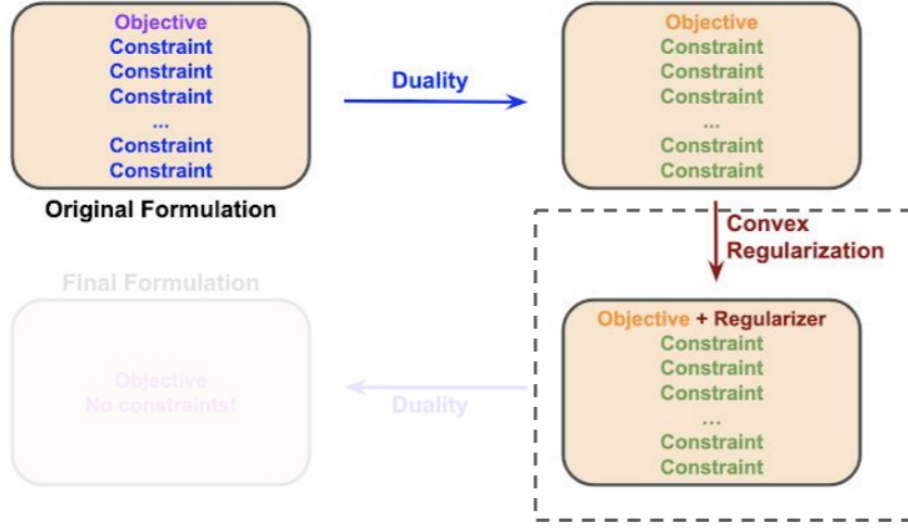 Objective
Constraint
Constraint
Constraint
...
Constraint
Constraint
Original Formulation
Duality
Objective
Constraint
Constraint
Constraint
...
Constraint
Constraint
Convex
Regularization
Objective + Regularizer
Constraint
Constraint
Constraint
...
Constraint
Constraint
Duality
Final Formulation
Objective
No constraints!